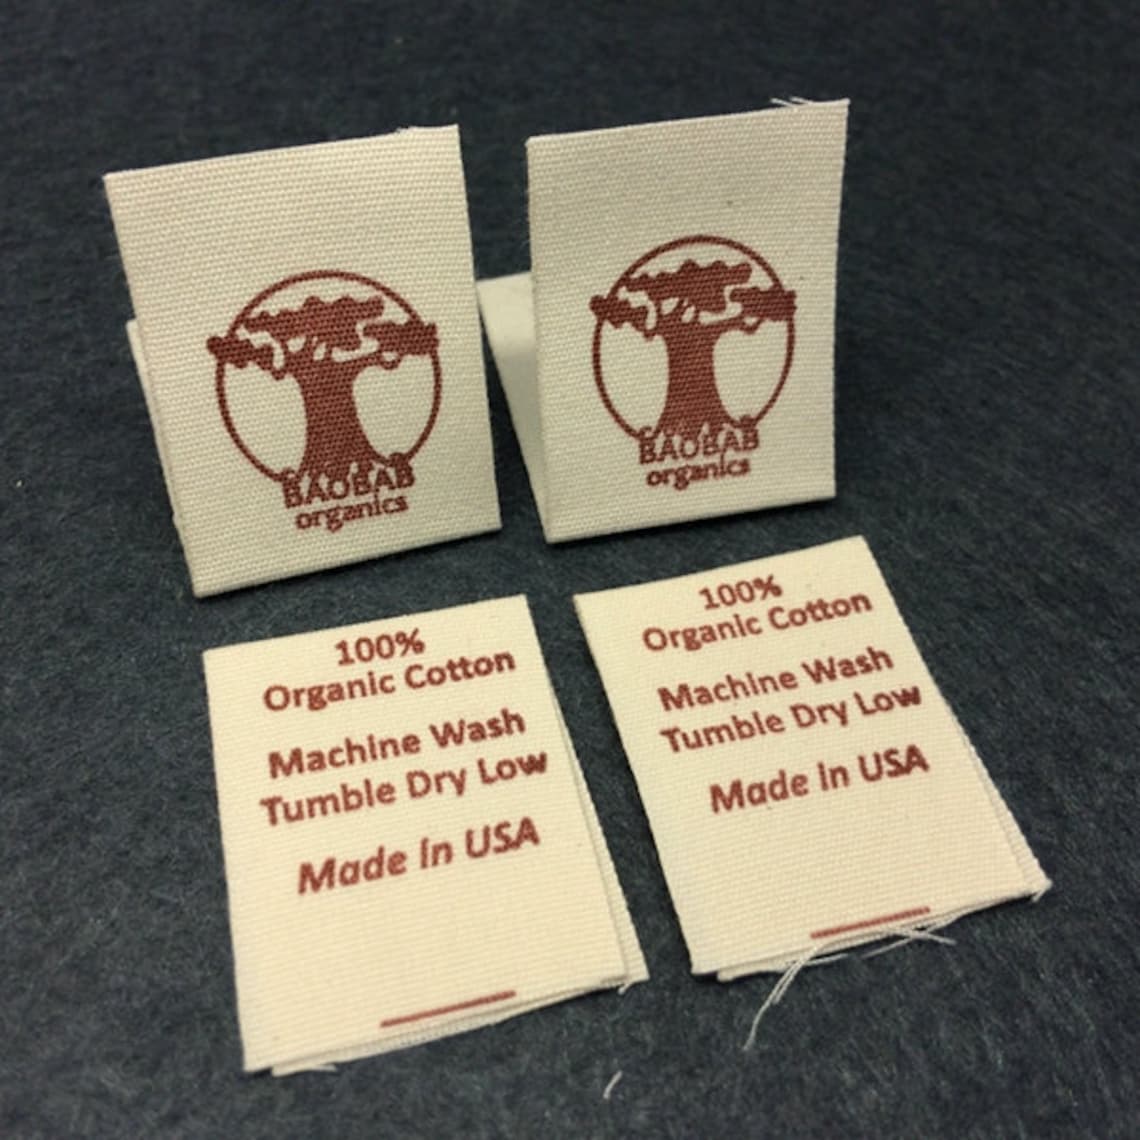 BAOBAB
organics
BAOBAB
organics
100%
Organic Cotton
Machine Wash
Tumble Dry Low
Made in USA
100%
Organic Cotton
Machine Wash
Tumble Dry Low
Made in USA